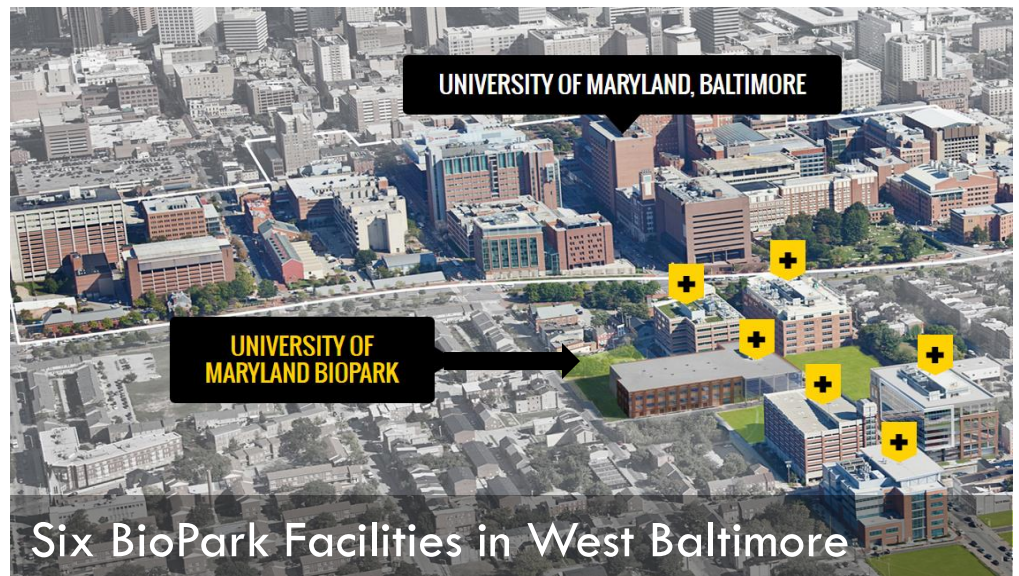 UNIVERSITY OF MARYLAND, BALTIMORE
UNIVERSITY OF
MARYLAND BIOPARK
Six BioPark Facilities in West Baltimore